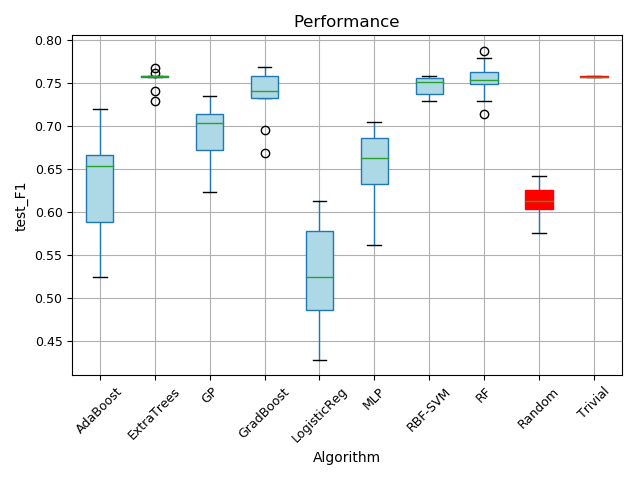 Performance
test_F1
0.80
0.75
0.70
0.65
0.60
0.55
0.50
0.45
AdaBoost
ExtraTrees
GP
GradBoost
LogisticReg
MLP
RBF-SVM
RF
Random
Trivial
Algorithm